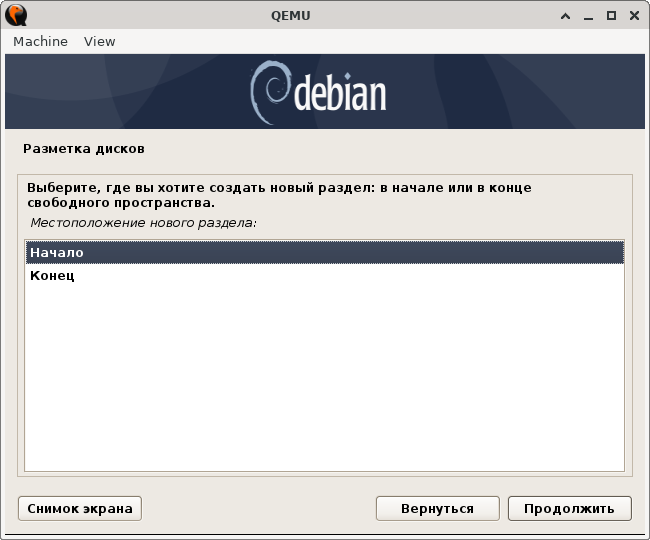 QEMU
Machine View
debian
Разметка дисков
Выберите, где вы хотите создать новый раздел: в начале или в конце
свободного пространства.
Местоположение нового раздела:
Начало
Конец
Снимок экрана Вернуться Продолжить